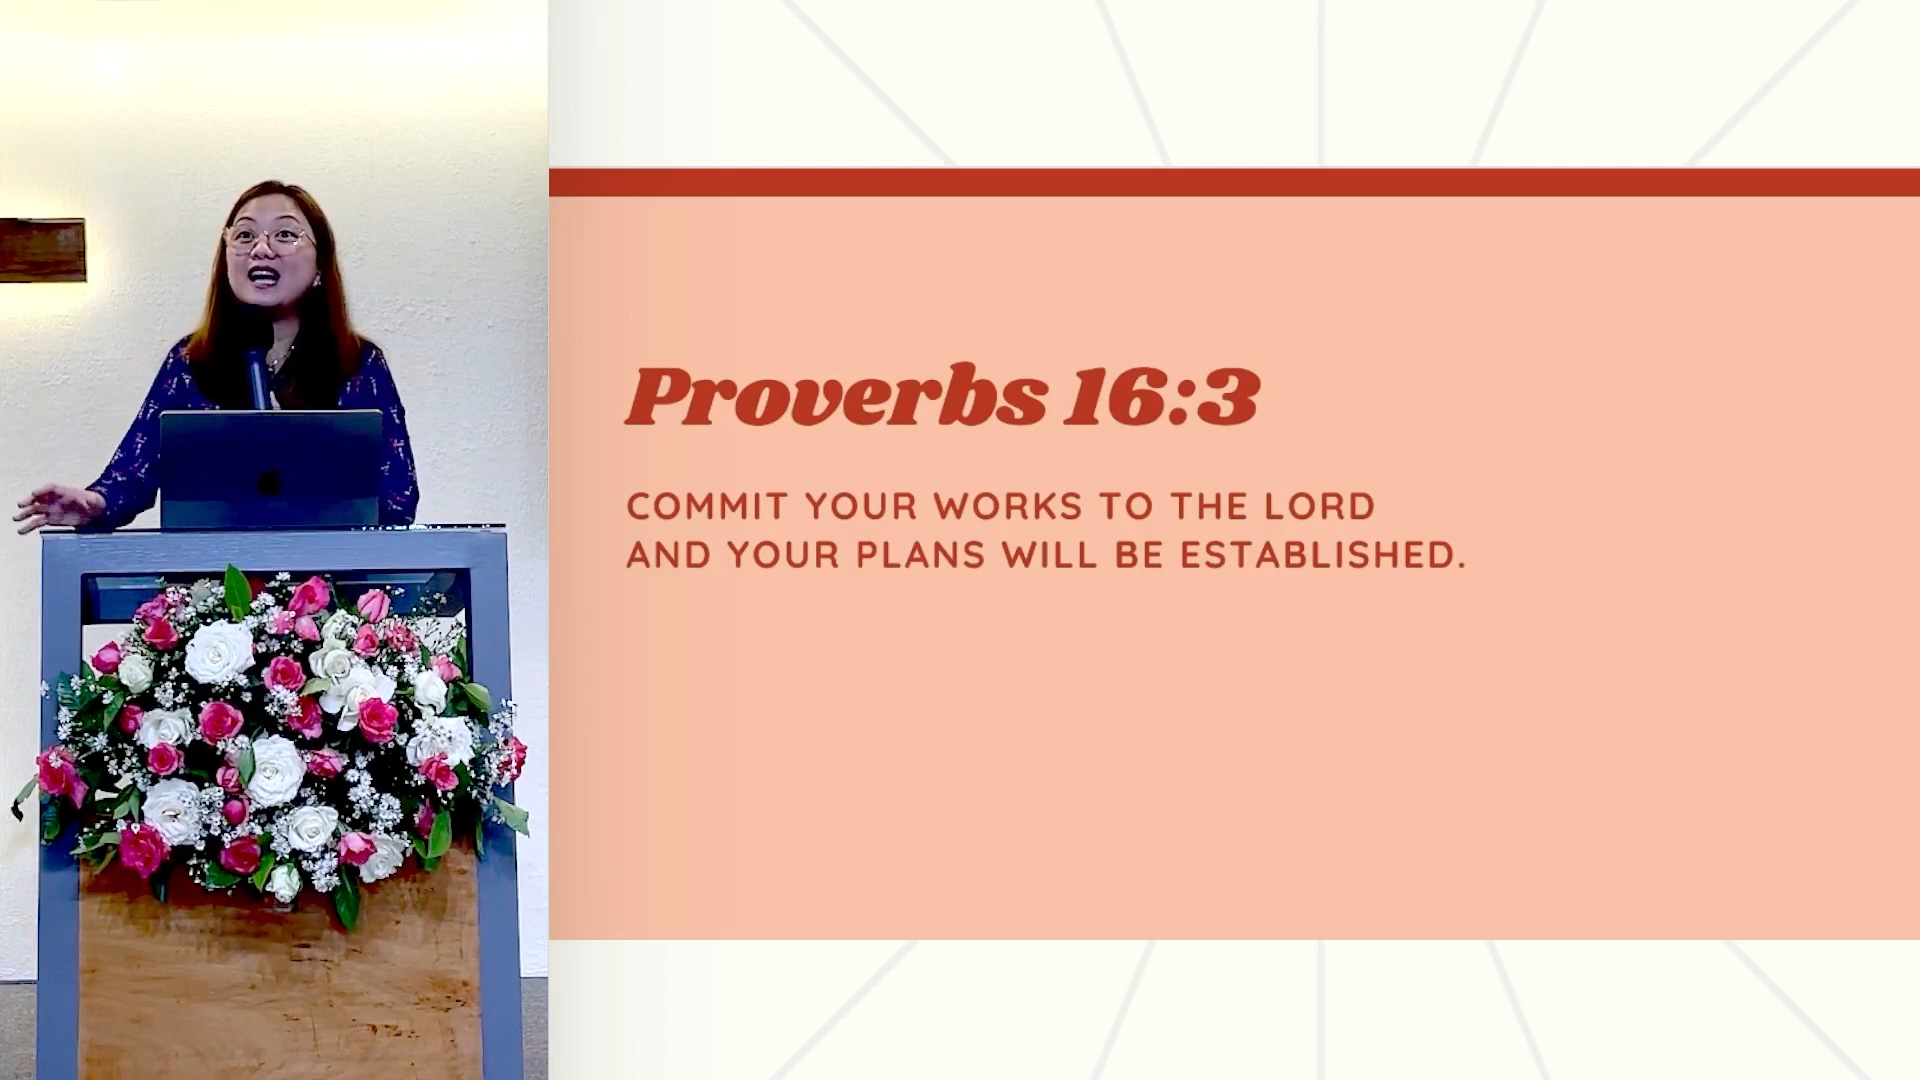 Proverbs 16:3
COMMIT YOUR WORKS TO THE LORD
AND YOUR PLANS WILL BE ESTABLISHED.